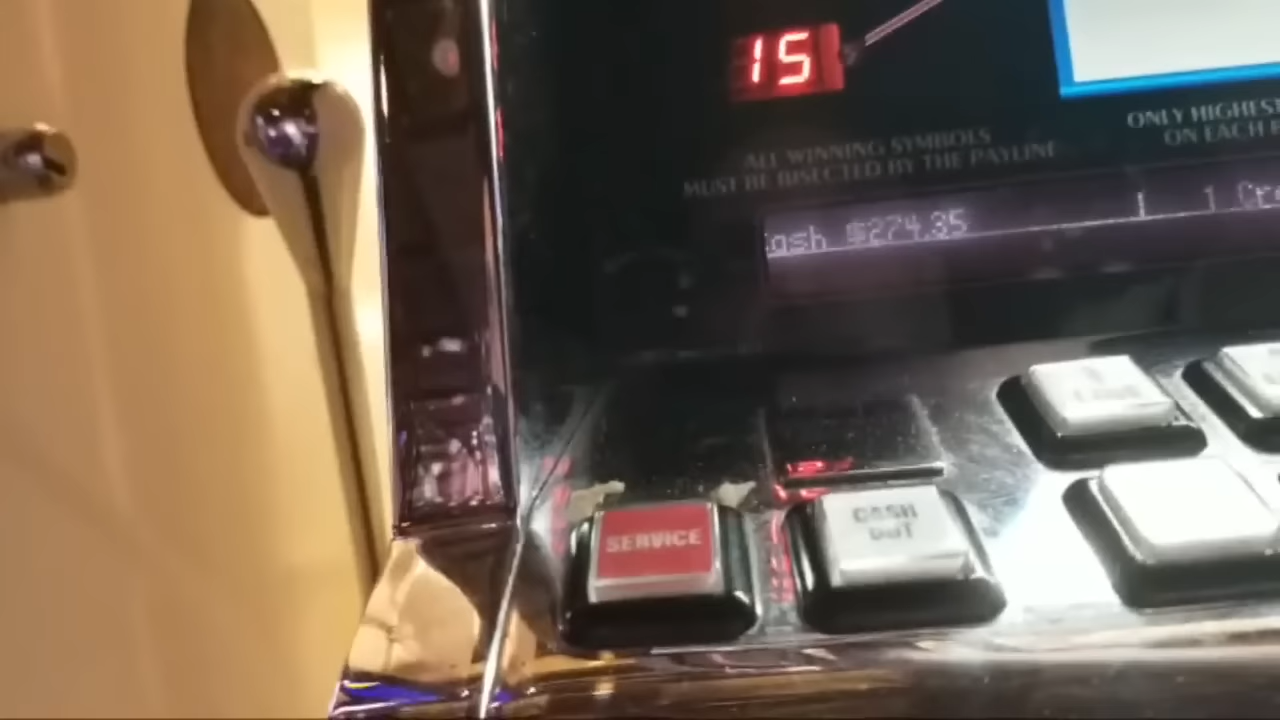 15
ONLY HIGHEST
ON EACH
ALL WINNING SYMBOLS
MUST BE BISECTED BY THE PAYLINE
Cash $274.35 1 Cre
SERVICE
CASH
OUT